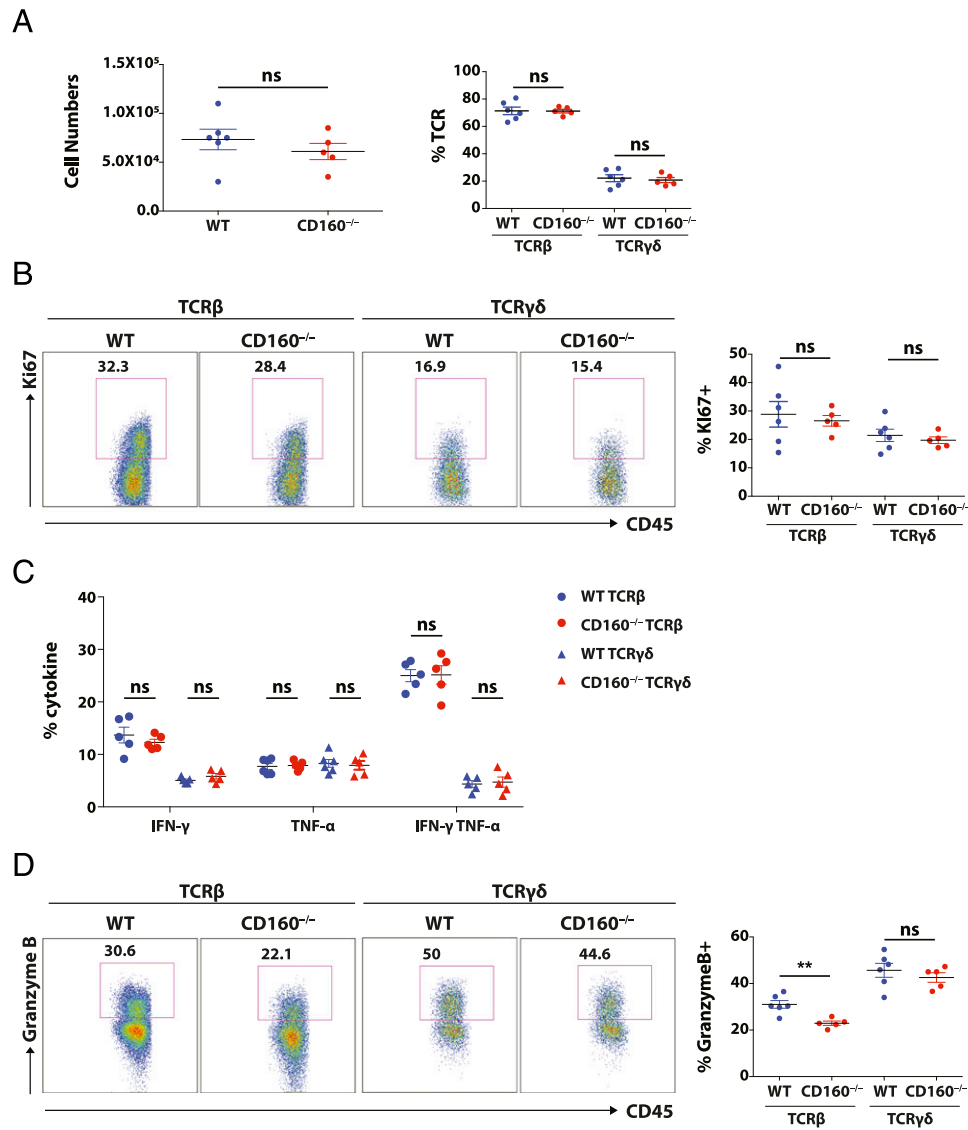 A
Cell Numbers
1.5X10⁵
1.0X10⁵
5.0X10⁴
0.0
ns
WT CD160⁻/⁻
% TCR
100
80
60
40
20
0
ns
ns
WT CD160⁻/⁻ WT CD160⁻/⁻
TCRβ TCRγδ
B
TCRβ TCRγδ
WT CD160⁻/⁻ WT CD160⁻/⁻
32.3 28.4 16.9 15.4
Ki67
CD45
% KI67+
50
40
30
20
10
0
ns ns
WT CD160⁻/⁻ WT CD160⁻/⁻
TCRβ TCRγδ
C
% cytokine
40
30
20
10
0
ns ns ns ns ns ns
IFN-γ TNF-α IFN-γ TNF-α
WT TCRβ
CD160⁻/⁻ TCRβ
WT TCRγδ
CD160⁻/⁻ TCRγδ
D
TCRβ TCRγδ
WT CD160⁻/⁻ WT CD160⁻/⁻
30.6 22.1 50 44.6
Granzyme B
CD45
% GranzymeB+
60
40
20
0
** ns
WT CD160⁻/⁻ WT CD160⁻/⁻
TCRβ TCRγδ